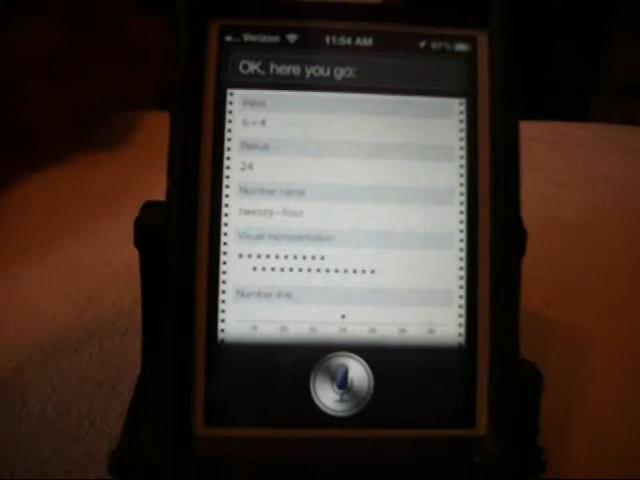 Verizon 11:54 AM 97%
OK, here you go:
Input
6×4
Result
24
Number name
twenty-four
Visual representation
Number line